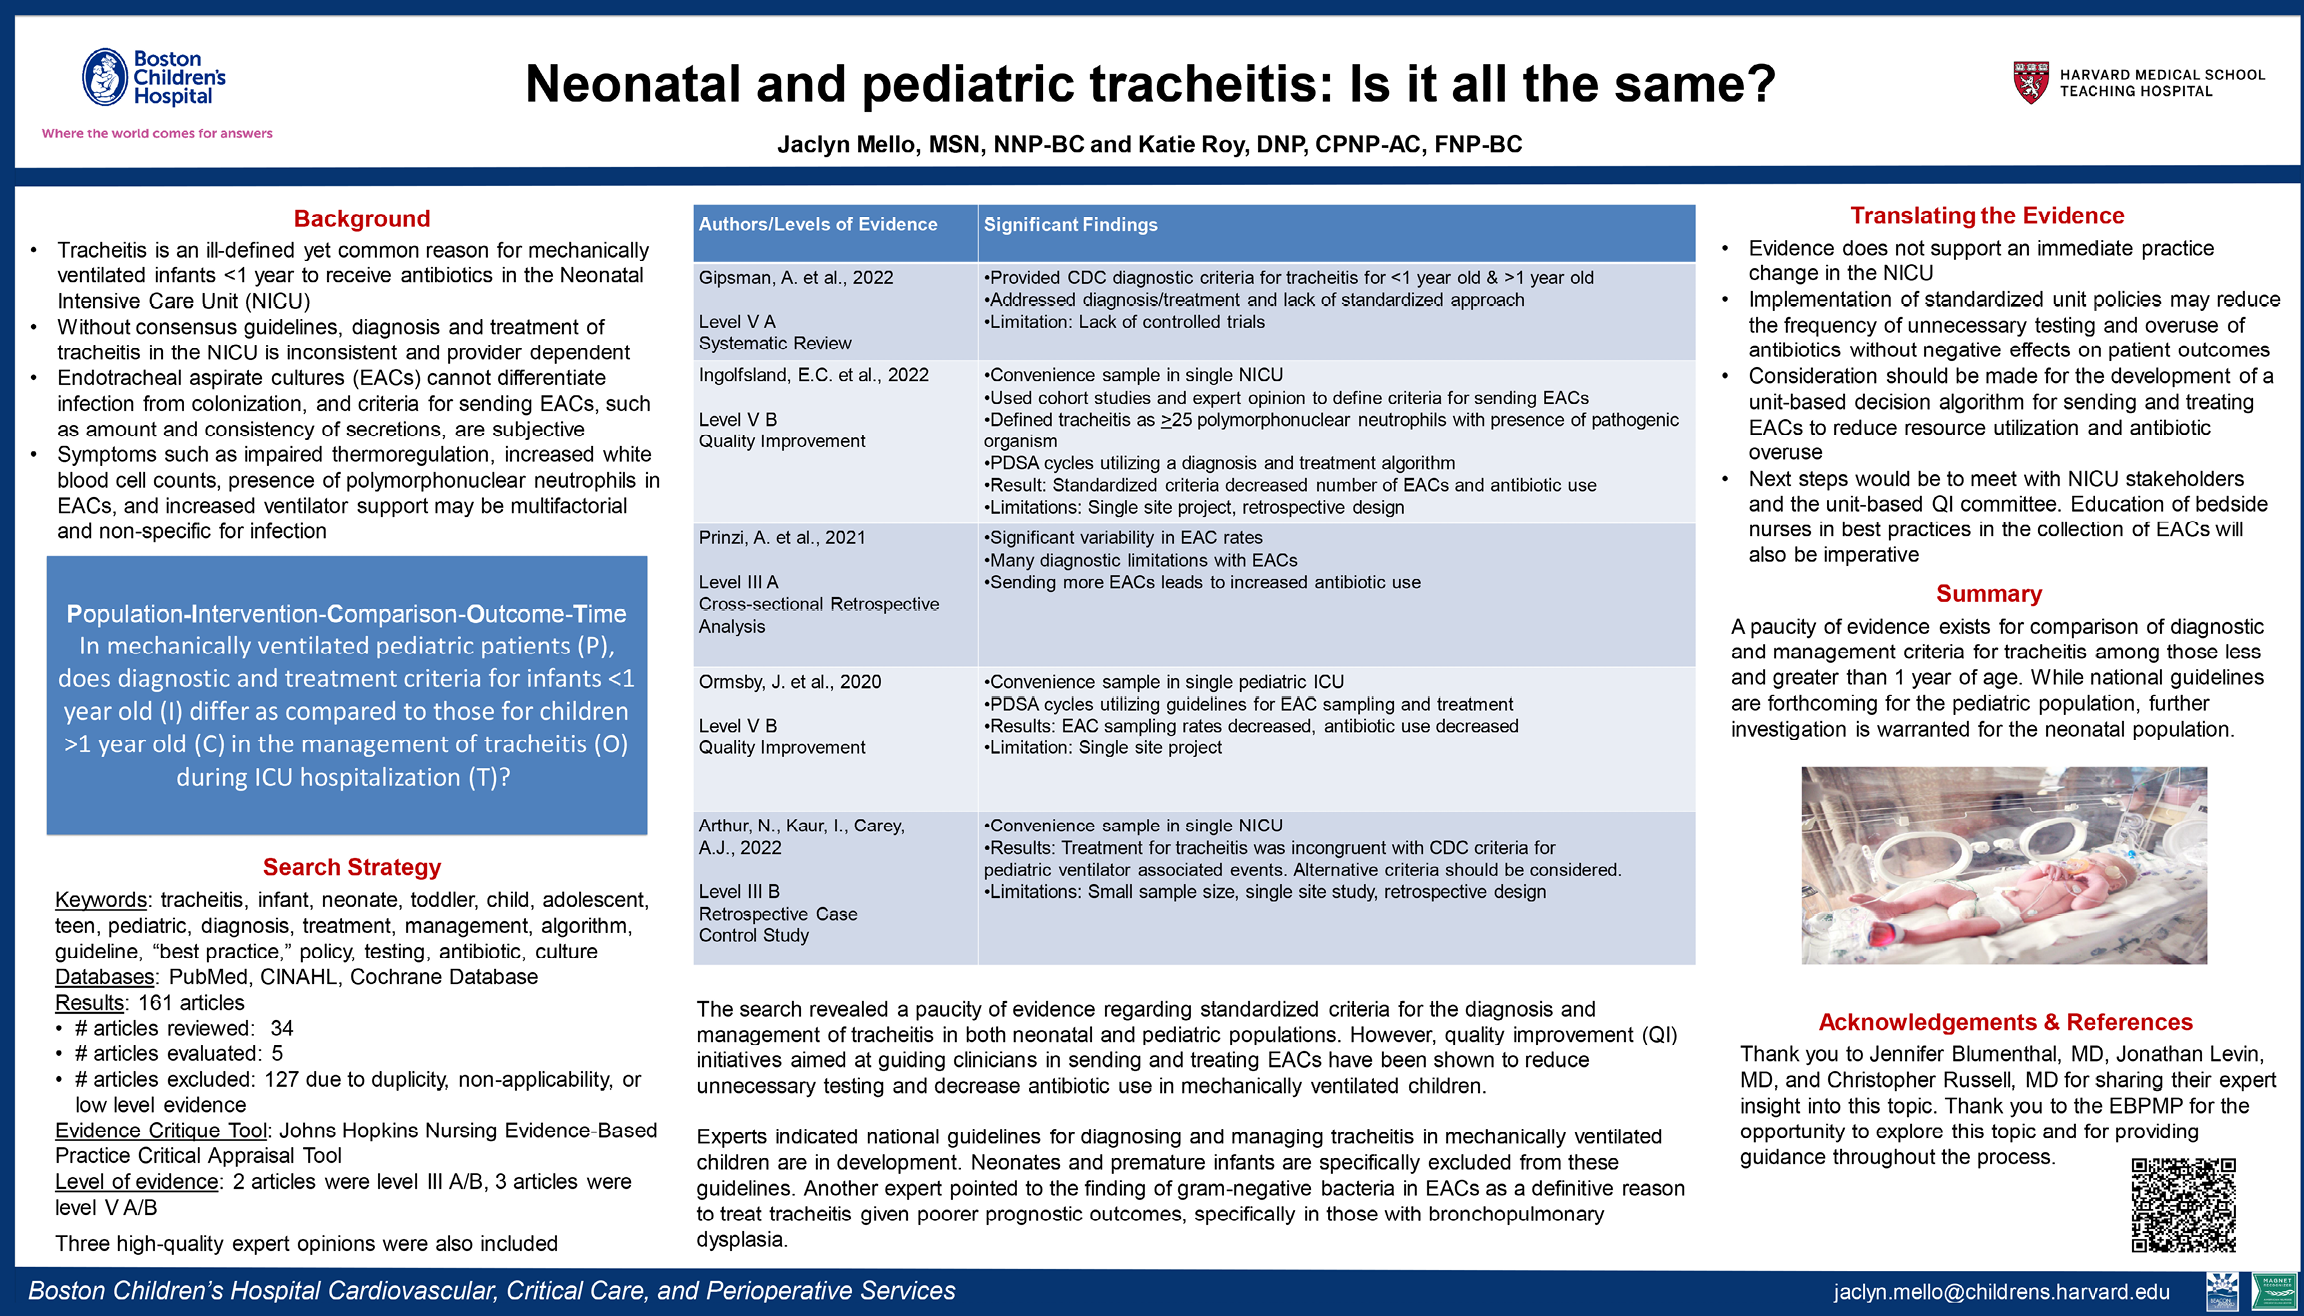 Boston
Children's
Hospital
Where the world comes for answers
Neonatal and pediatric tracheitis: Is it all the same?
Jaclyn Mello, MSN, NNP-BC and Katie Roy, DNP, CPNP-AC, FNP-BC
HARVARD MEDICAL SCHOOL
TEACHING HOSPITAL
Background
• Tracheitis is an ill-defined yet common reason for mechanically
ventilated infants <1 year to receive antibiotics in the Neonatal
Intensive Care Unit (NICU)
• Without consensus guidelines, diagnosis and treatment of
tracheitis in the NICU is inconsistent and provider dependent
• Endotracheal aspirate cultures (EACs) cannot differentiate
infection from colonization, and criteria for sending EACs, such
as amount and consistency of secretions, are subjective
• Symptoms such as impaired thermoregulation, increased white
blood cell counts, presence of polymorphonuclear neutrophils in
EACs, and increased ventilator support may be multifactorial
and non-specific for infection
Population-Intervention-Comparison-Outcome-Time
In mechanically ventilated pediatric patients (P),
does diagnostic and treatment criteria for infants <1
year old (I) differ as compared to those for children
>1 year old (C) in the management of tracheitis (O)
during ICU hospitalization (T)?
Search Strategy
Keywords: tracheitis, infant, neonate, toddler, child, adolescent,
teen, pediatric, diagnosis, treatment, management, algorithm,
guideline, “best practice,” policy, testing, antibiotic, culture
Databases: PubMed, CINAHL, Cochrane Database
Results: 161 articles
• # articles reviewed: 34
• # articles evaluated: 5
• # articles excluded: 127 due to duplicity, non-applicability, or
low level evidence
Evidence Critique Tool: Johns Hopkins Nursing Evidence-Based
Practice Critical Appraisal Tool
Level of evidence: 2 articles were level III A/B, 3 articles were
level V A/B
Three high-quality expert opinions were also included
Authors/Levels of Evidence
Significant Findings
Gipsman, A. et al., 2022
Level V A
Systematic Review
•Provided CDC diagnostic criteria for tracheitis for <1 year old & >1 year old
•Addressed diagnosis/treatment and lack of standardized approach
•Limitation: Lack of controlled trials
Ingolfsland, E.C. et al., 2022
Level V B
Quality Improvement
•Convenience sample in single NICU
•Used cohort studies and expert opinion to define criteria for sending EACs
•Defined tracheitis as >25 polymorphonuclear neutrophils with presence of pathogenic
organism
•PDSA cycles utilizing a diagnosis and treatment algorithm
•Result: Standardized criteria decreased number of EACs and antibiotic use
•Limitations: Single site project, retrospective design
Prinzi, A. et al., 2021
Level III A
Cross-sectional Retrospective
Analysis
•Significant variability in EAC rates
•Many diagnostic limitations with EACs
•Sending more EACs leads to increased antibiotic use
Ormsby, J. et al., 2020
Level V B
Quality Improvement
•Convenience sample in single pediatric ICU
•PDSA cycles utilizing guidelines for EAC sampling and treatment
•Results: EAC sampling rates decreased, antibiotic use decreased
•Limitation: Single site project
Arthur, N., Kaur, I., Carey,
A.J., 2022
Level III B
Retrospective Case
Control Study
•Convenience sample in single NICU
•Results: Treatment for tracheitis was incongruent with CDC criteria for
pediatric ventilator associated events. Alternative criteria should be considered.
•Limitations: Small sample size, single site study, retrospective design
The search revealed a paucity of evidence regarding standardized criteria for the diagnosis and
management of tracheitis in both neonatal and pediatric populations. However, quality improvement (QI)
initiatives aimed at guiding clinicians in sending and treating EACs have been shown to reduce
unnecessary testing and decrease antibiotic use in mechanically ventilated children.
Experts indicated national guidelines for diagnosing and managing tracheitis in mechanically ventilated
children are in development. Neonates and premature infants are specifically excluded from these
guidelines. Another expert pointed to the finding of gram-negative bacteria in EACs as a definitive reason
to treat tracheitis given poorer prognostic outcomes, specifically in those with bronchopulmonary
dysplasia.
Translating the Evidence
• Evidence does not support an immediate practice
change in the NICU
• Implementation of standardized unit policies may reduce
the frequency of unnecessary testing and overuse of
antibiotics without negative effects on patient outcomes
• Consideration should be made for the development of a
unit-based decision algorithm for sending and treating
EACs to reduce resource utilization and antibiotic
overuse
• Next steps would be to meet with NICU stakeholders
and the unit-based QI committee. Education of bedside
nurses in best practices in the collection of EACs will
also be imperative
Summary
A paucity of evidence exists for comparison of diagnostic
and management criteria for tracheitis among those less
and greater than 1 year of age. While national guidelines
are forthcoming for the pediatric population, further
investigation is warranted for the neonatal population.
Acknowledgements & References
Thank you to Jennifer Blumenthal, MD, Jonathan Levin,
MD, and Christopher Russell, MD for sharing their expert
insight into this topic. Thank you to the EBPMP for the
opportunity to explore this topic and for providing
guidance throughout the process.
Boston Children’s Hospital Cardiovascular, Critical Care, and Perioperative Services
jaclyn.mello@childrens.harvard.edu
BEACON
MAGNET
RECOGNIZED